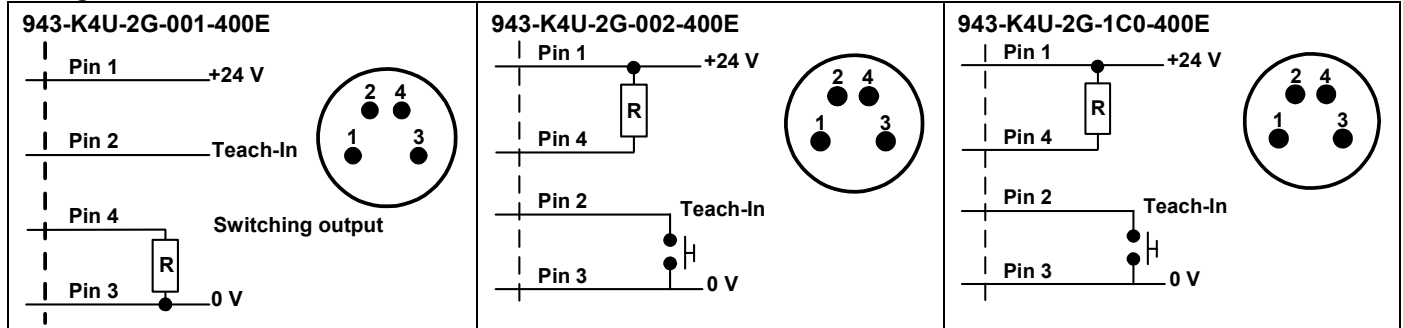 943-K4U-2G-001-400E
Pin 1
+24 V
2 4
1 3
Pin 2
Teach-In
Pin 4
Switching output
R
Pin 3
0 V
943-K4U-2G-002-400E
Pin 1
+24 V
R
2 4
1 3
Pin 4
Pin 2
Teach-In
Pin 3
0 V
943-K4U-2G-1C0-400E
Pin 1
+24 V
R
2 4
1 3
Pin 4
Pin 2
Teach-In
Pin 3
0 V